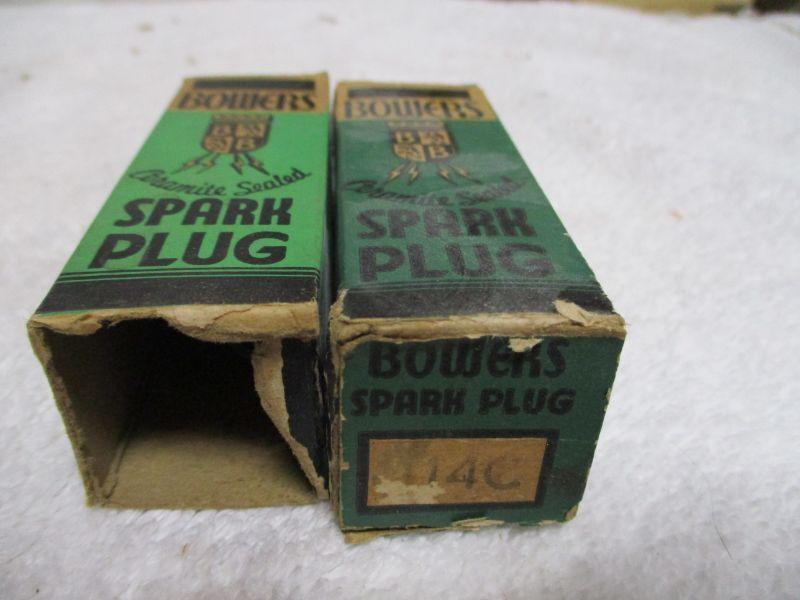 BOWERS
B S
S B
Ceramite Sealed
SPARK
PLUG
BOWERS
B S
S B
Ceramite Sealed
SPARK
PLUG
BOWERS
SPARK PLUG
14C